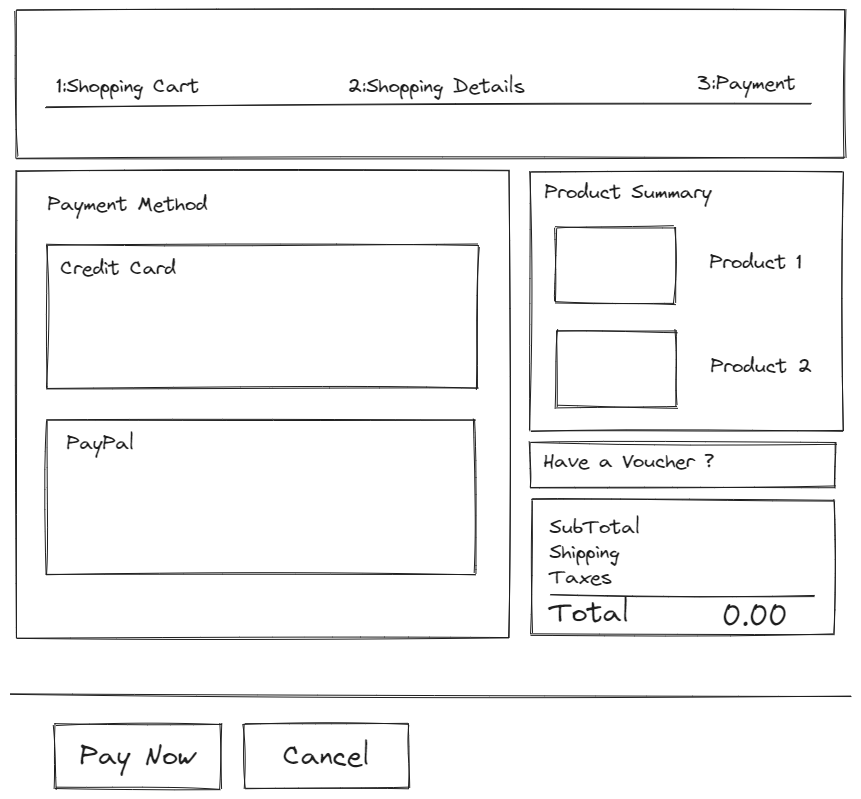 1:Shopping Cart 2:Shopping Details 3:Payment
Payment Method
Credit Card
PayPal
Product Summary
Product 1
Product 2
Have a Voucher ?
SubTotal
Shipping
Taxes
Total 0.00
Pay Now Cancel